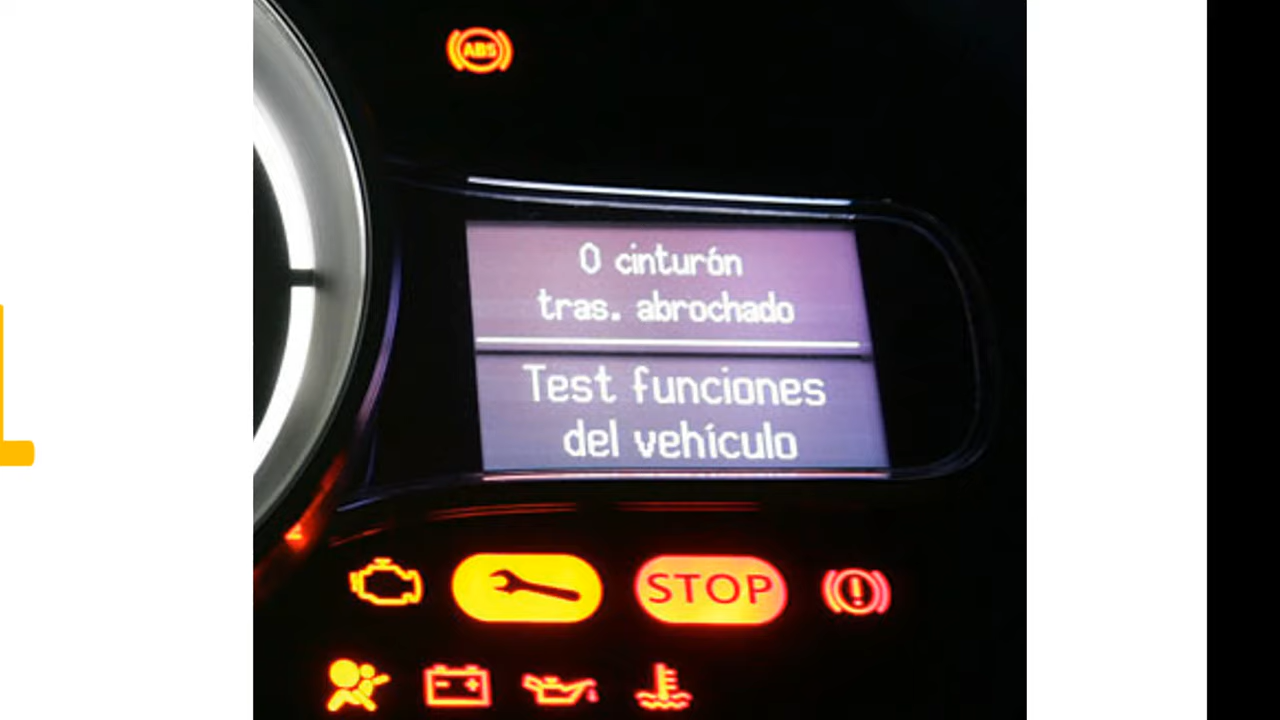 ABS
0 cinturón
tras. abrochado
Test funciones
del vehículo
STOP